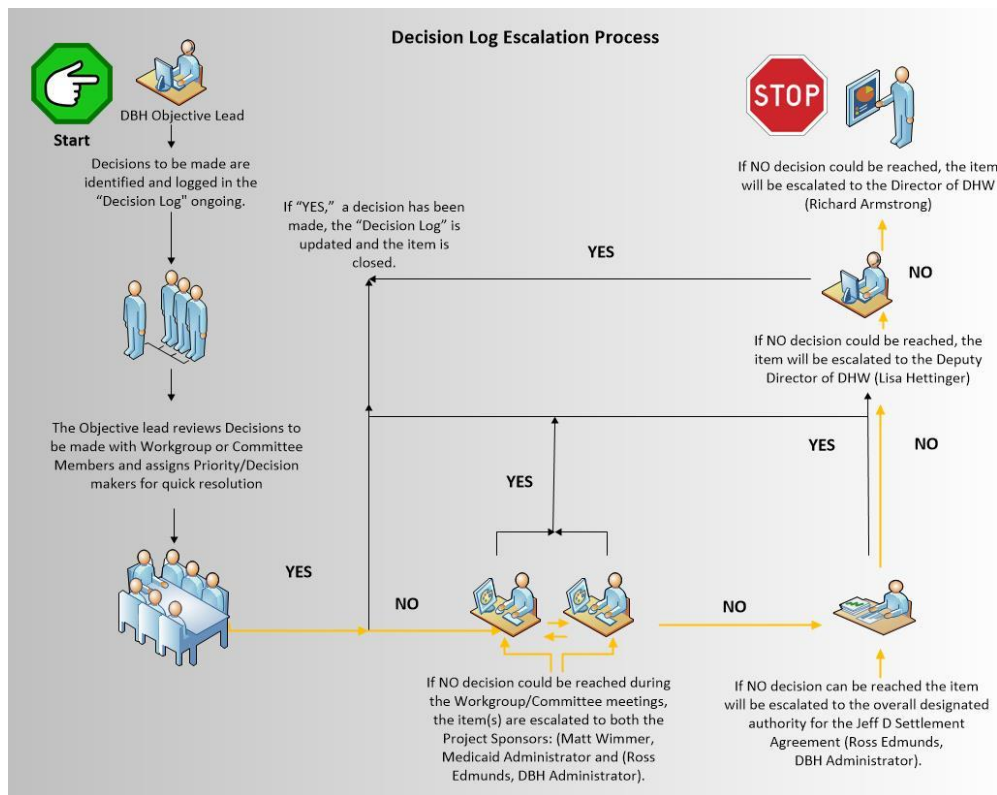 Decision Log Escalation Process
Start
DBH Objective Lead
Decisions to be made are
identified and logged in the
“Decision Log" ongoing.
The Objective lead reviews Decisions to
be made with Workgroup or Committee
Members and assigns Priority/Decision
makers for quick resolution
YES
If “YES,” a decision has been
made, the “Decision Log” is
updated and the item is
closed.
NO
YES
If NO decision could be reached during
the Workgroup/Committee meetings,
the item(s) are escalated to both the
Project Sponsors: (Matt Wimmer,
Medicaid Administrator and (Ross
Edmunds, DBH Administrator).
NO
If NO decision can be reached the item
will be escalated to the overall designated
authority for the Jeff D Settlement
Agreement (Ross Edmunds,
DBH Administrator).
YES
NO
If NO decision could be reached, the
item will be escalated to the Deputy
Director of DHW (Lisa Hettinger)
YES
NO
If NO decision could be reached, the item
will be escalated to the Director of DHW
(Richard Armstrong)
STOP